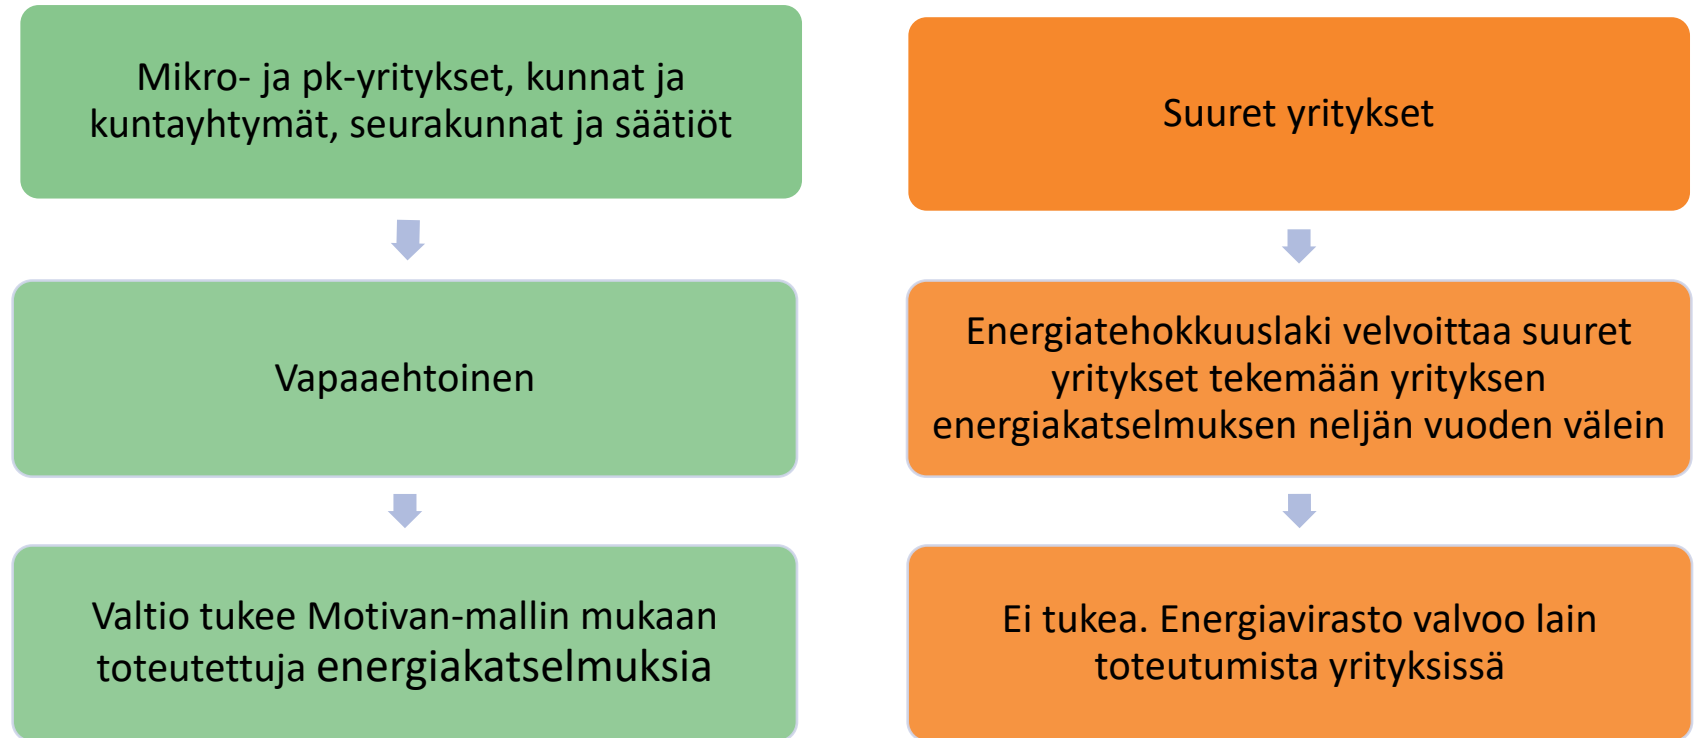 Mikro- ja pk-yritykset, kunnat ja
kuntayhtymät, seurakunnat ja säätiöt
Vapaaehtoinen
Valtio tukee Motivan-mallin mukaan
toteutettuja energiakatselmuksia
Suuret yritykset
Energiatehokkuuslaki velvoittaa suuret
yritykset tekemään yrityksen
energiakatselmuksen neljän vuoden välein
Ei tukea. Energiavirasto valvoo lain
toteutumista yrityksissä